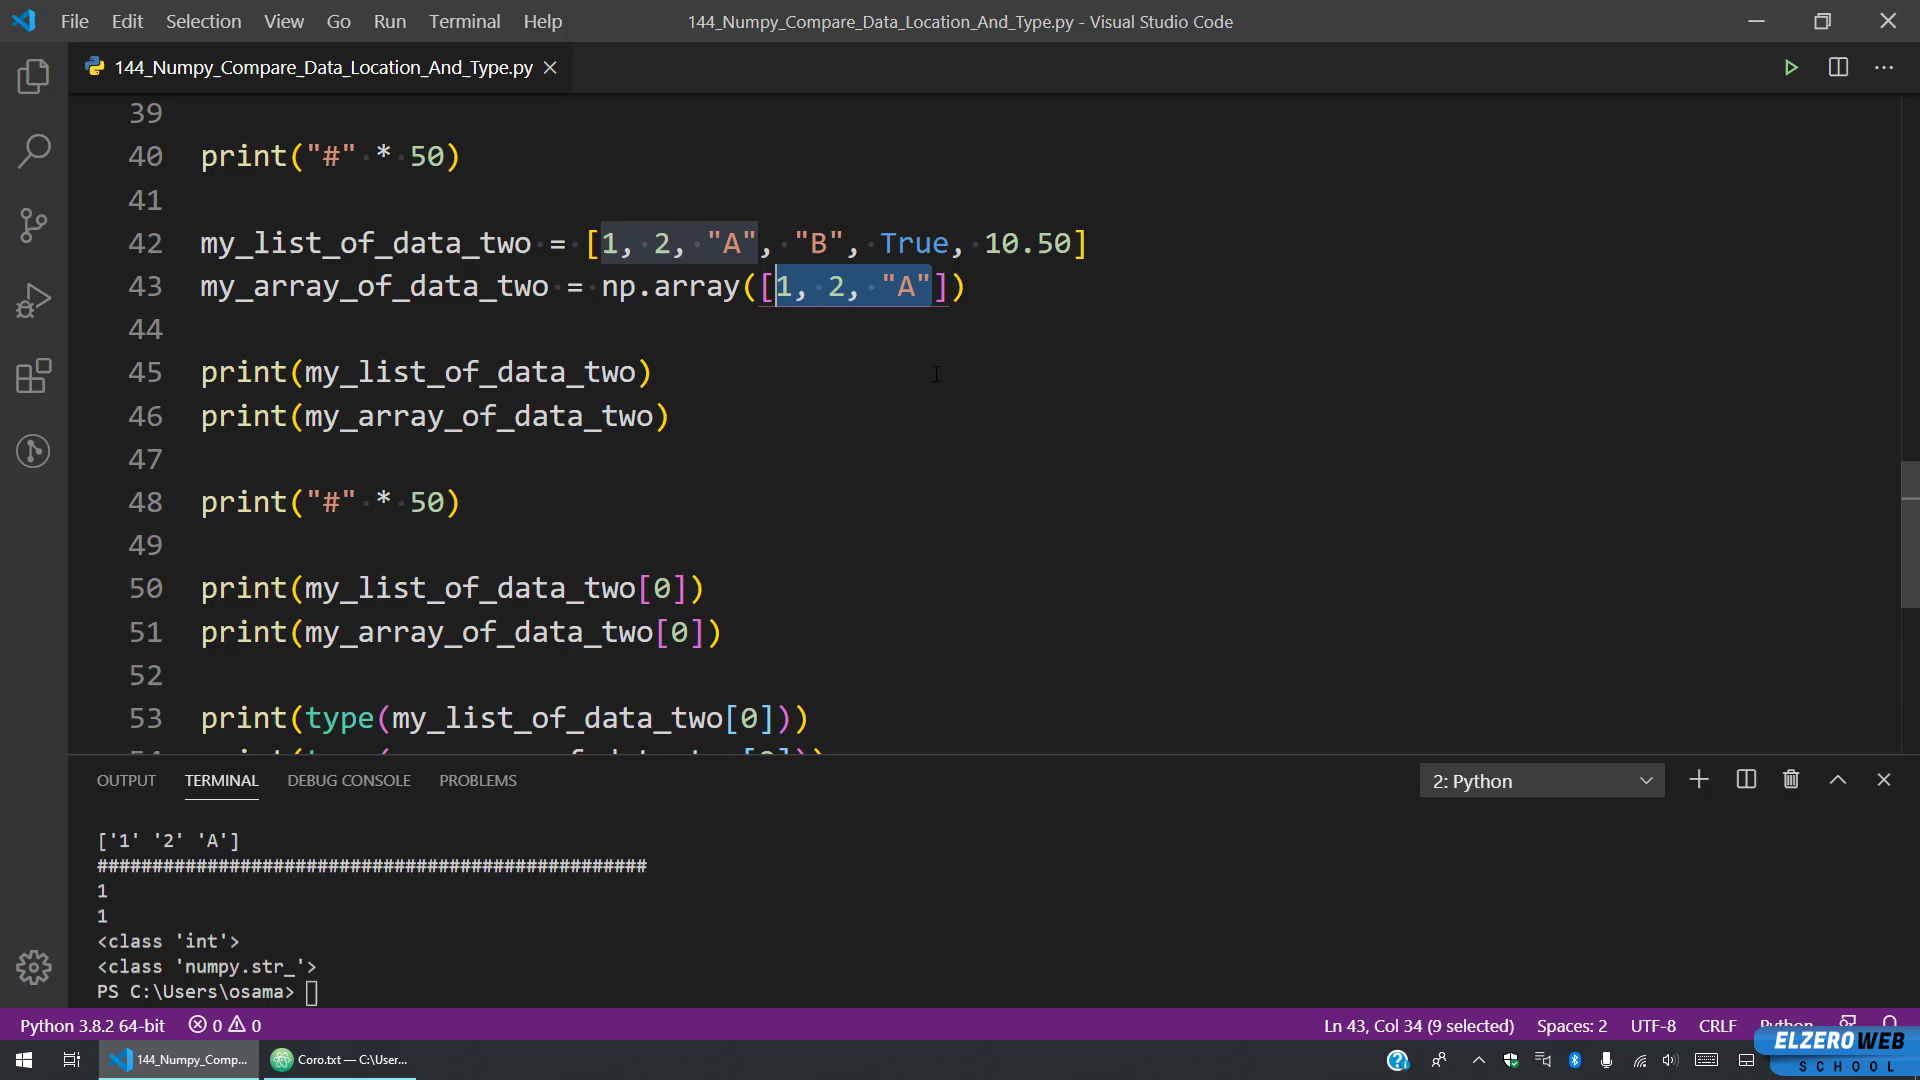 File Edit Selection View Go Run Terminal Help
144_Numpy_Compare_Data_Location_And_Type.py - Visual Studio Code
144_Numpy_Compare_Data_Location_And_Type.py
39
40 print("#" * 50)
41
42 my_list_of_data_two = [1, 2, "A", "B", True, 10.50]
43 my_array_of_data_two = np.array([1, 2, "A"])
44
45 print(my_list_of_data_two)
46 print(my_array_of_data_two)
47
48 print("#" * 50)
49
50 print(my_list_of_data_two[0])
51 print(my_array_of_data_two[0])
52
53 print(type(my_list_of_data_two[0]))
OUTPUT TERMINAL DEBUG CONSOLE PROBLEMS
2: Python
['1' '2' 'A']
##################################################
1
1
<class 'int'>
<class 'numpy.str_'>
PS C:\Users\osama>
Python 3.8.2 64-bit 0 0
Ln 43, Col 34 (9 selected) Spaces: 2 UTF-8 CRLF Python
144_Numpy_Comp... Coro.txt — C:\User...
ELZEROWEB
SCHOOL